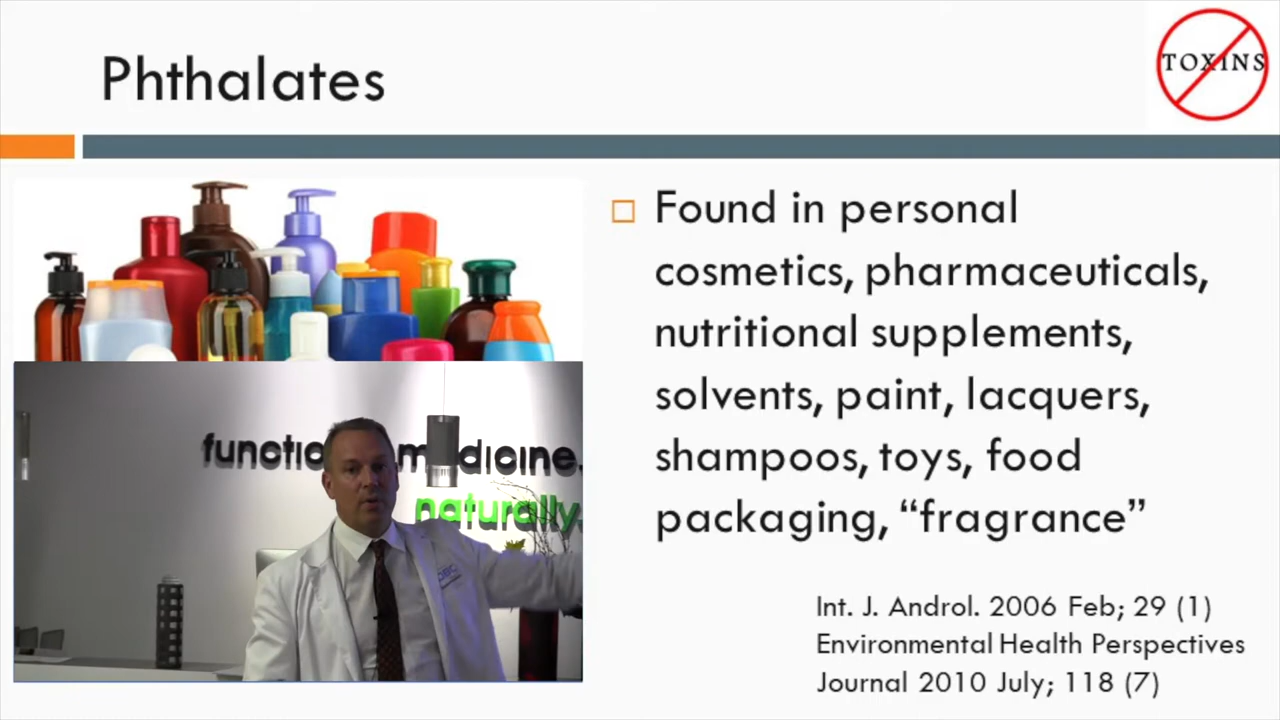 Phthalates
TOXINS
Found in personal
cosmetics, pharmaceuticals,
nutritional supplements,
solvents, paint, lacquers,
shampoos, toys, food
packaging, “fragrance”
naturally.
Int. J. Androl. 2006 Feb; 29 (1)
Environmental Health Perspectives
Journal 2010 July; 118 (7)